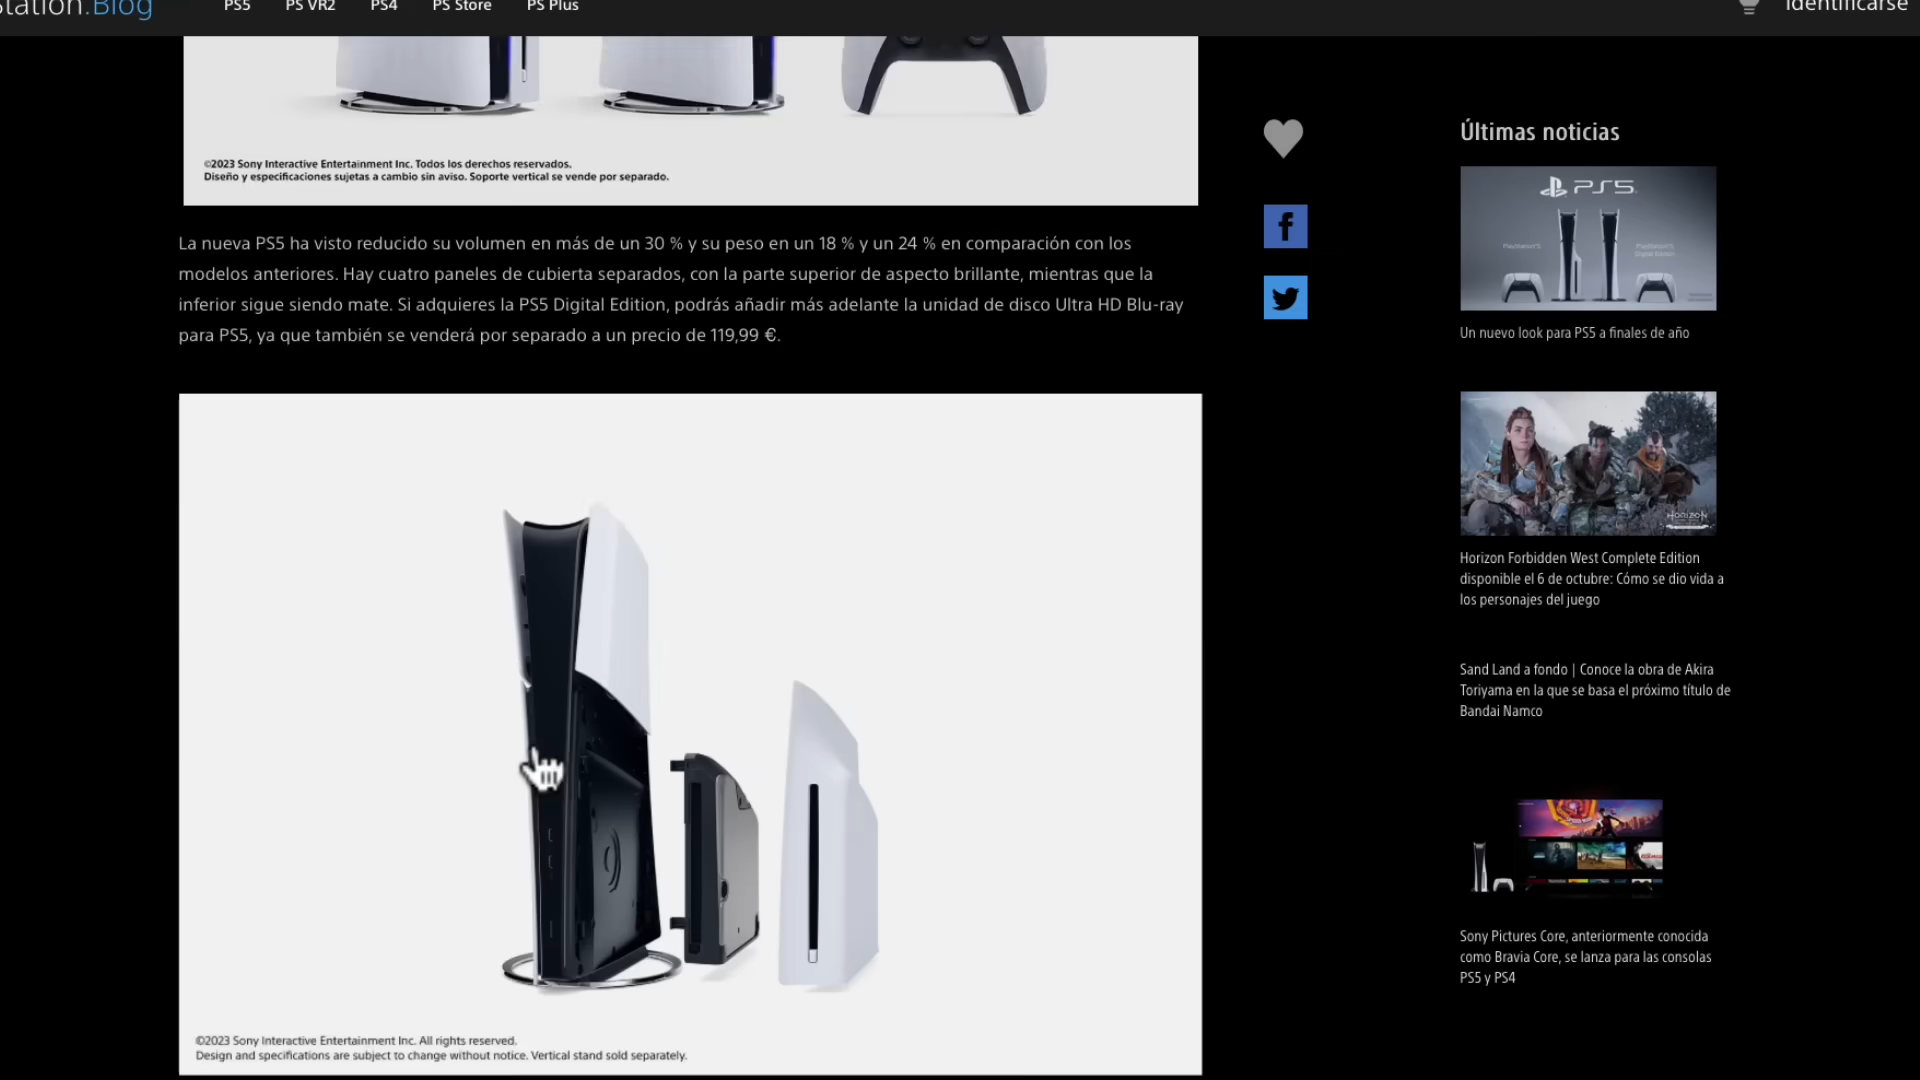 Station.Blog
PS5 PS VR2 PS4 PS Store PS Plus
Identificarse
©2023 Sony Interactive Entertainment Inc. Todos los derechos reservados.
Diseño y especificaciones sujetas a cambio sin aviso. Soporte vertical se vende por separado.
La nueva PS5 ha visto reducido su volumen en más de un 30 % y su peso en un 18 % y un 24 % en comparación con los
modelos anteriores. Hay cuatro paneles de cubierta separados, con la parte superior de aspecto brillante, mientras que la
inferior sigue siendo mate. Si adquieres la PS5 Digital Edition, podrás añadir más adelante la unidad de disco Ultra HD Blu-ray
para PS5, ya que también se venderá por separado a un precio de 119,99 €.
©2023 Sony Interactive Entertainment Inc. All rights reserved.
Design and specifications are subject to change without notice. Vertical stand sold separately.
Últimas noticias
PS5
PlayStation5
PlayStation5
Digital Edition
Un nuevo look para PS5 a finales de año
HORIZON
Horizon Forbidden West Complete Edition
disponible el 6 de octubre: Cómo se dio vida a
los personajes del juego
Sand Land a fondo | Conoce la obra de Akira
Toriyama en la que se basa el próximo título de
Bandai Namco
Sony Pictures Core, anteriormente conocida
como Bravia Core, se lanza para las consolas
PS5 y PS4